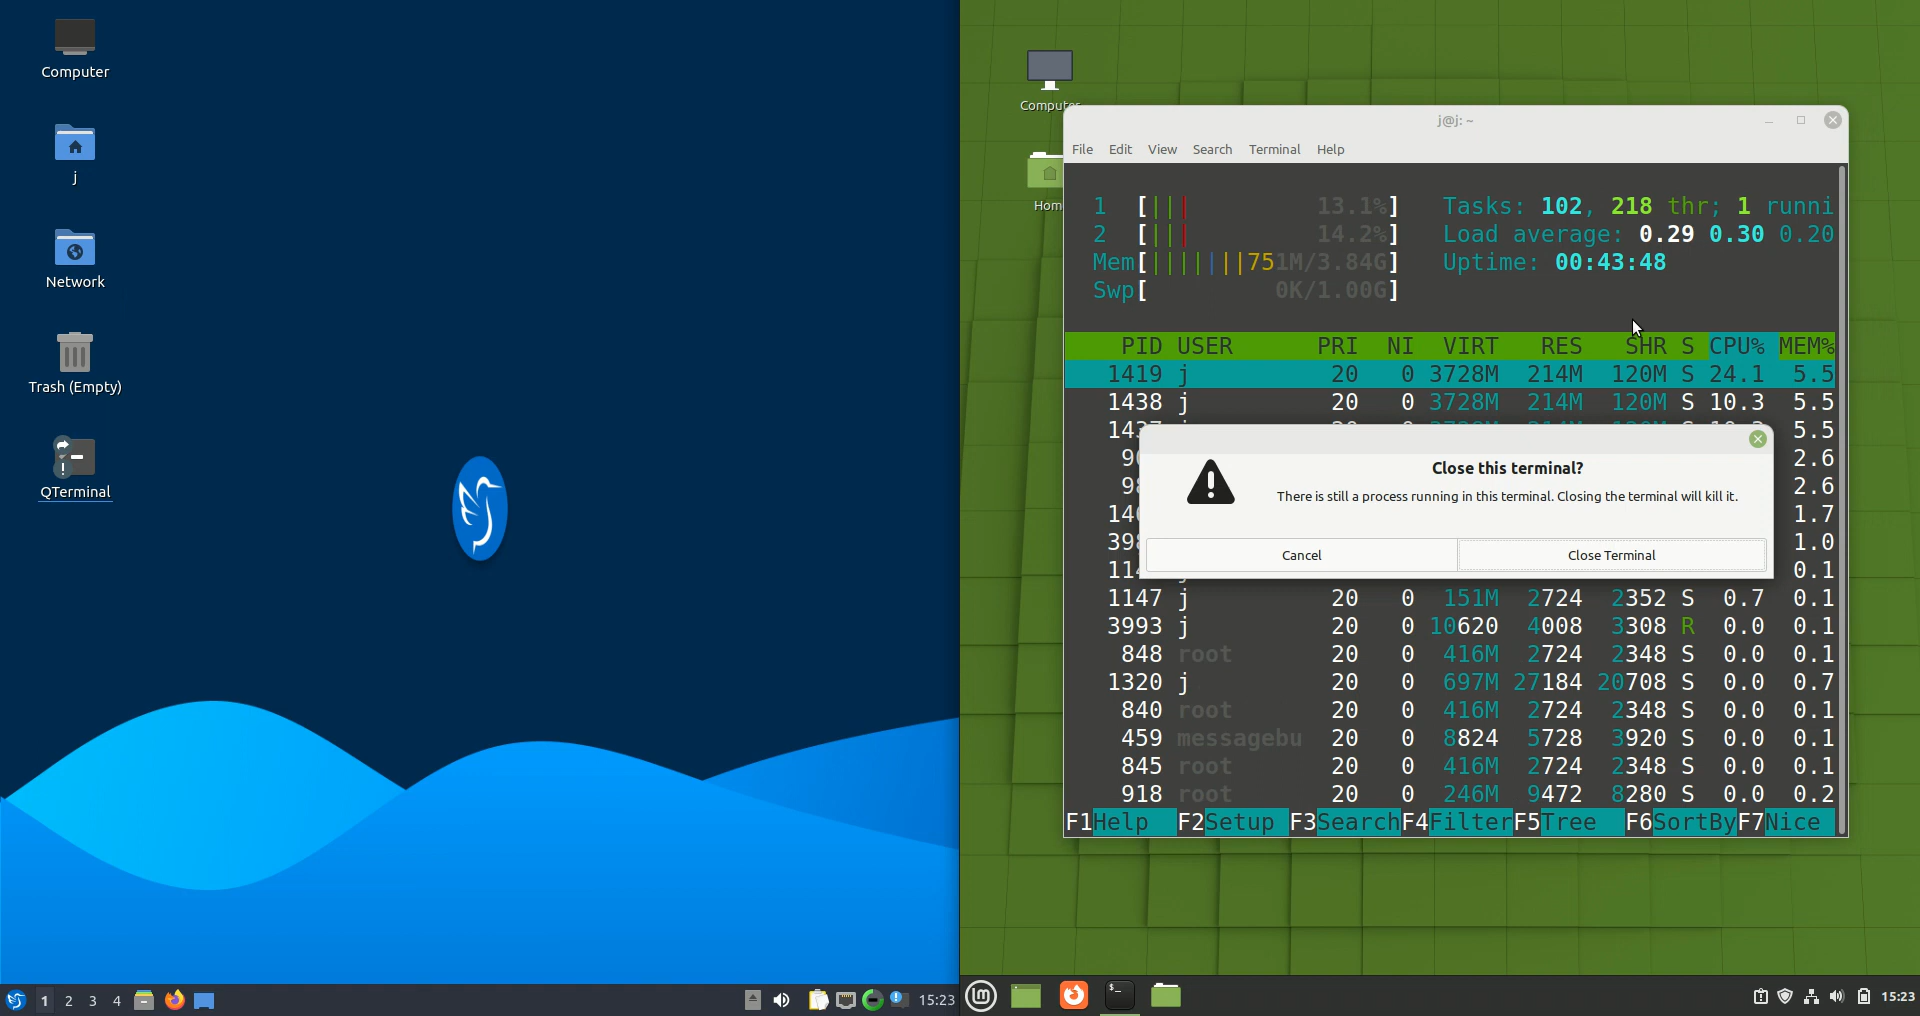 Computer
j
Network
Trash (Empty)
QTerminal
1 2 3 4
15:23
Computer
Home
j@j: ~
File Edit View Search Terminal Help
1 [||| 13.1%] Tasks: 102, 218 thr; 1 runni
2 [||| 14.2%] Load average: 0.29 0.30 0.20
Mem[|||||||751M/3.84G] Uptime: 00:43:48
Swp[ 0K/1.00G]
PID USER PRI NI VIRT RES SHR S CPU% MEM%
1419 j 20 0 3728M 214M 120M S 24.1 5.5
1438 j 20 0 3728M 214M 120M S 10.3 5.5
5.5
2.6
2.6
1.7
1.0
0.1
Close this terminal?
There is still a process running in this terminal. Closing the terminal will kill it.
Cancel Close Terminal
1147 j 20 0 151M 2724 2352 S 0.7 0.1
3993 j 20 0 10620 4008 3308 R 0.0 0.1
848 root 20 0 416M 2724 2348 S 0.0 0.1
1320 j 20 0 697M 27184 20708 S 0.0 0.7
840 root 20 0 416M 2724 2348 S 0.0 0.1
459 messagebu 20 0 8824 5728 3920 S 0.0 0.1
845 root 20 0 416M 2724 2348 S 0.0 0.1
918 root 20 0 246M 9472 8280 S 0.0 0.2
F1Help F2Setup F3SearchF4FilterF5Tree F6SortByF7Nice
15:23